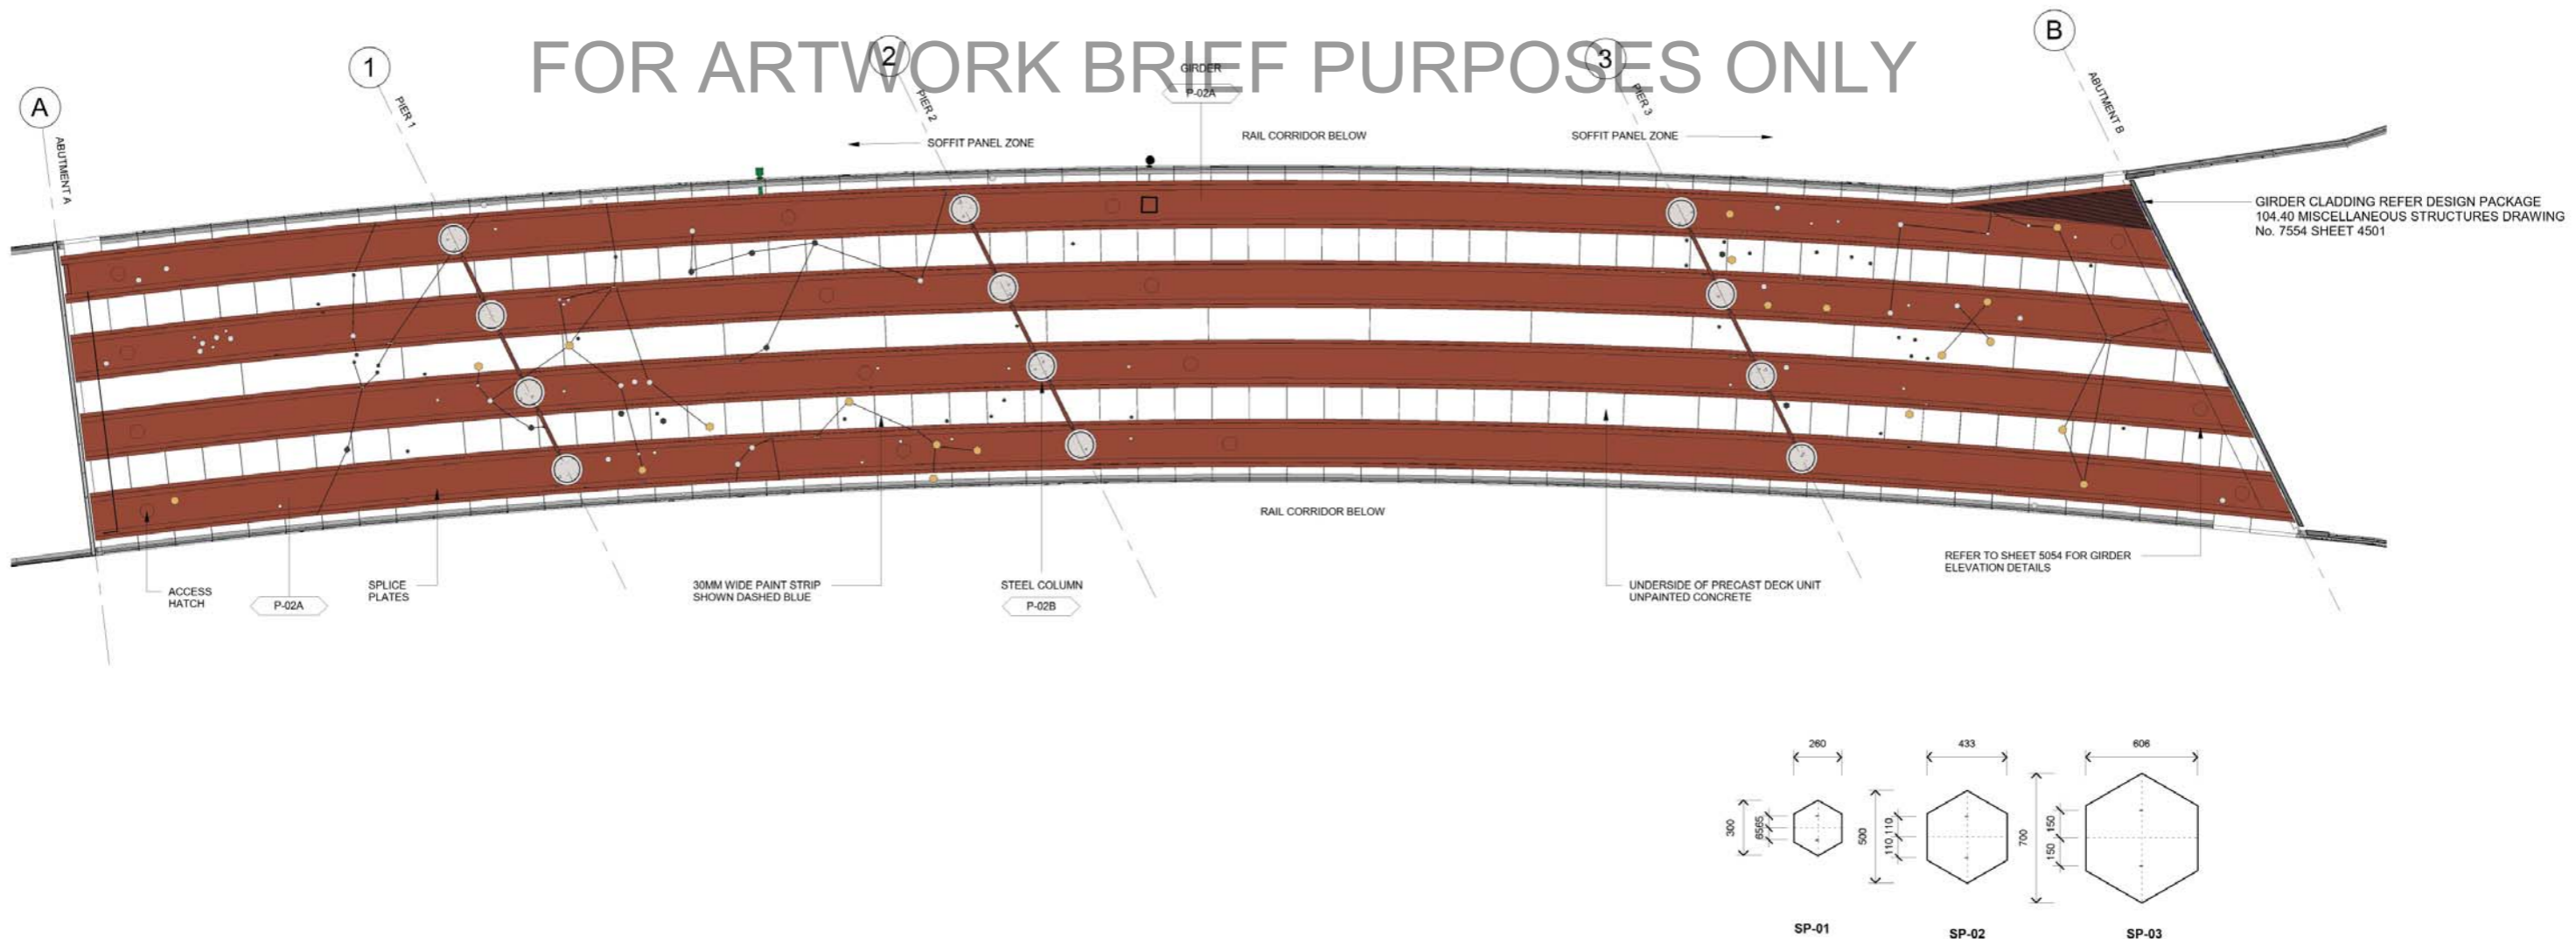 FOR ARTWORK BRIEF PURPOSES ONLY
A
ABUTMENT A
1
PIER 1
2
PIER 2
GIRDER
P-02A
3
PIER 3
B
ABUTMENT B
SOFFIT PANEL ZONE
RAIL CORRIDOR BELOW
SOFFIT PANEL ZONE
GIRDER CLADDING REFER DESIGN PACKAGE
104.40 MISCELLANEOUS STRUCTURES DRAWING
No. 7554 SHEET 4501
RAIL CORRIDOR BELOW
ACCESS
HATCH
P-02A
SPLICE
PLATES
30MM WIDE PAINT STRIP
SHOWN DASHED BLUE
STEEL COLUMN
P-02B
UNDERSIDE OF PRECAST DECK UNIT
UNPAINTED CONCRETE
REFER TO SHEET 5054 FOR GIRDER
ELEVATION DETAILS
260
300
6565
SP-01
433
500
110 110
SP-02
606
700
150
150
SP-03